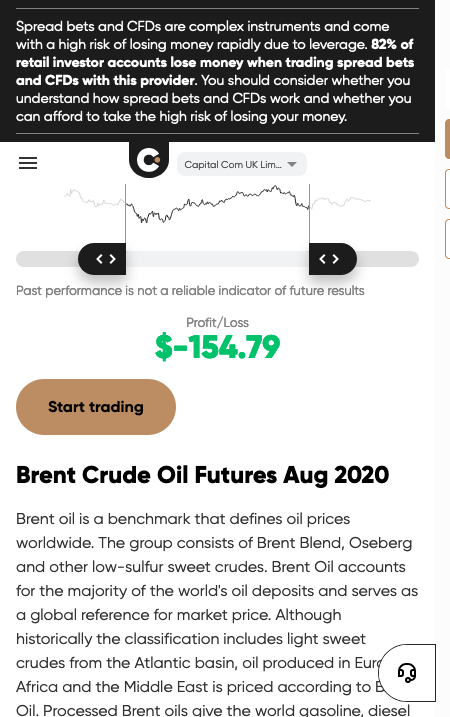 Spread bets and CFDs are complex instruments and come
with a high risk of losing money rapidly due to leverage. 82% of
retail investor accounts lose money when trading spread bets
and CFDs with this provider. You should consider whether you
understand how spread bets and CFDs work and whether you
can afford to take the high risk of losing your money.
Capital Com UK Lim...
Past performance is not a reliable indicator of future results
Profit/Loss
$-154.79
Start trading
Brent Crude Oil Futures Aug 2020
Brent oil is a benchmark that defines oil prices
worldwide. The group consists of Brent Blend, Oseberg
and other low-sulfur sweet crudes. Brent Oil accounts
for the majority of the world's oil deposits and serves as
a global reference for market price. Although
historically the classification includes light sweet
crudes from the Atlantic basin, oil produced in
Africa and the Middle East is priced according to
Oil. Processed Brent oils give the world gasoline, diesel